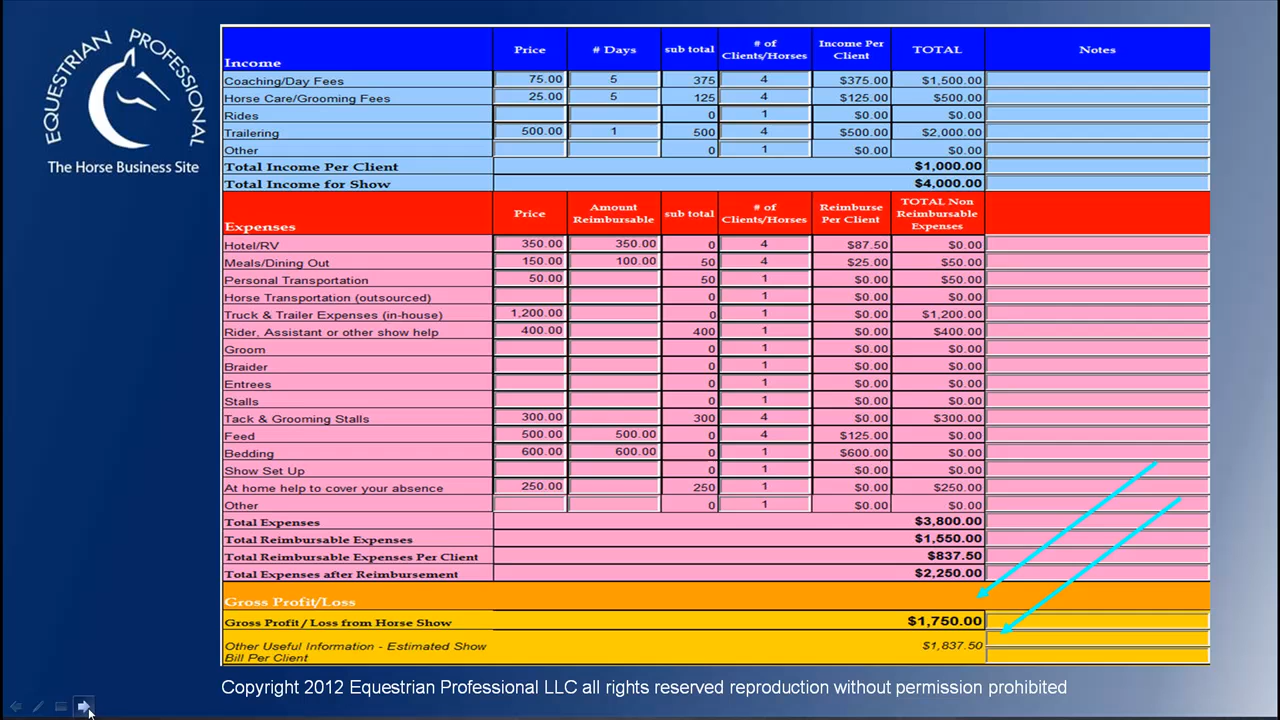 EQUESTRIAN PROFESSIONAL
The Horse Business Site
Income Price # Days sub total # of Clients/Horses Income Per Client TOTAL Notes
Coaching/Day Fees 75.00 5 375 4 $375.00 $1,500.00
Horse Care/Grooming Fees 25.00 5 125 4 $125.00 $500.00
Rides 0 1 $0.00 $0.00
Trailering 500.00 1 500 4 $500.00 $2,000.00
Other 0 1 $0.00 $0.00
Total Income Per Client $1,000.00
Total Income for Show $4,000.00
Expenses Price Amount Reimbursable sub total # of Clients/Horses Reimburse Per Client TOTAL Non Reimbursable Expenses
Hotel/RV 350.00 350.00 0 4 $87.50 $0.00
Meals/Dining Out 150.00 100.00 50 4 $25.00 $50.00
Personal Transportation 50.00 50 1 $0.00 $50.00
Horse Transportation (outsourced) 0 1 $0.00 $0.00
Truck & Trailer Expenses (in-house) 1,200.00 0 1 $0.00 $1,200.00
Rider, Assistant or other show help 400.00 400 1 $0.00 $400.00
Groom 0 1 $0.00 $0.00
Braider 0 1 $0.00 $0.00
Entrees 0 1 $0.00 $0.00
Stalls 0 1 $0.00 $0.00
Tack & Grooming Stalls 300.00 300 4 $0.00 $300.00
Feed 500.00 500.00 0 4 $125.00 $0.00
Bedding 600.00 600.00 0 1 $600.00 $0.00
Show Set Up 0 1 $0.00 $0.00
At home help to cover your absence 250.00 250 1 $0.00 $250.00
Other 0 1 $0.00 $0.00
Total Expenses $3,800.00
Total Reimbursable Expenses $1,550.00
Total Reimbursable Expenses Per Client $837.50
Total Expenses after Reimbursement $2,250.00
Gross Profit/Loss
Gross Profit / Loss from Horse Show $1,750.00
Other Useful Information - Estimated Show $1,837.50
Bill Per Client
Copyright 2012 Equestrian Professional LLC all rights reserved reproduction without permission prohibited